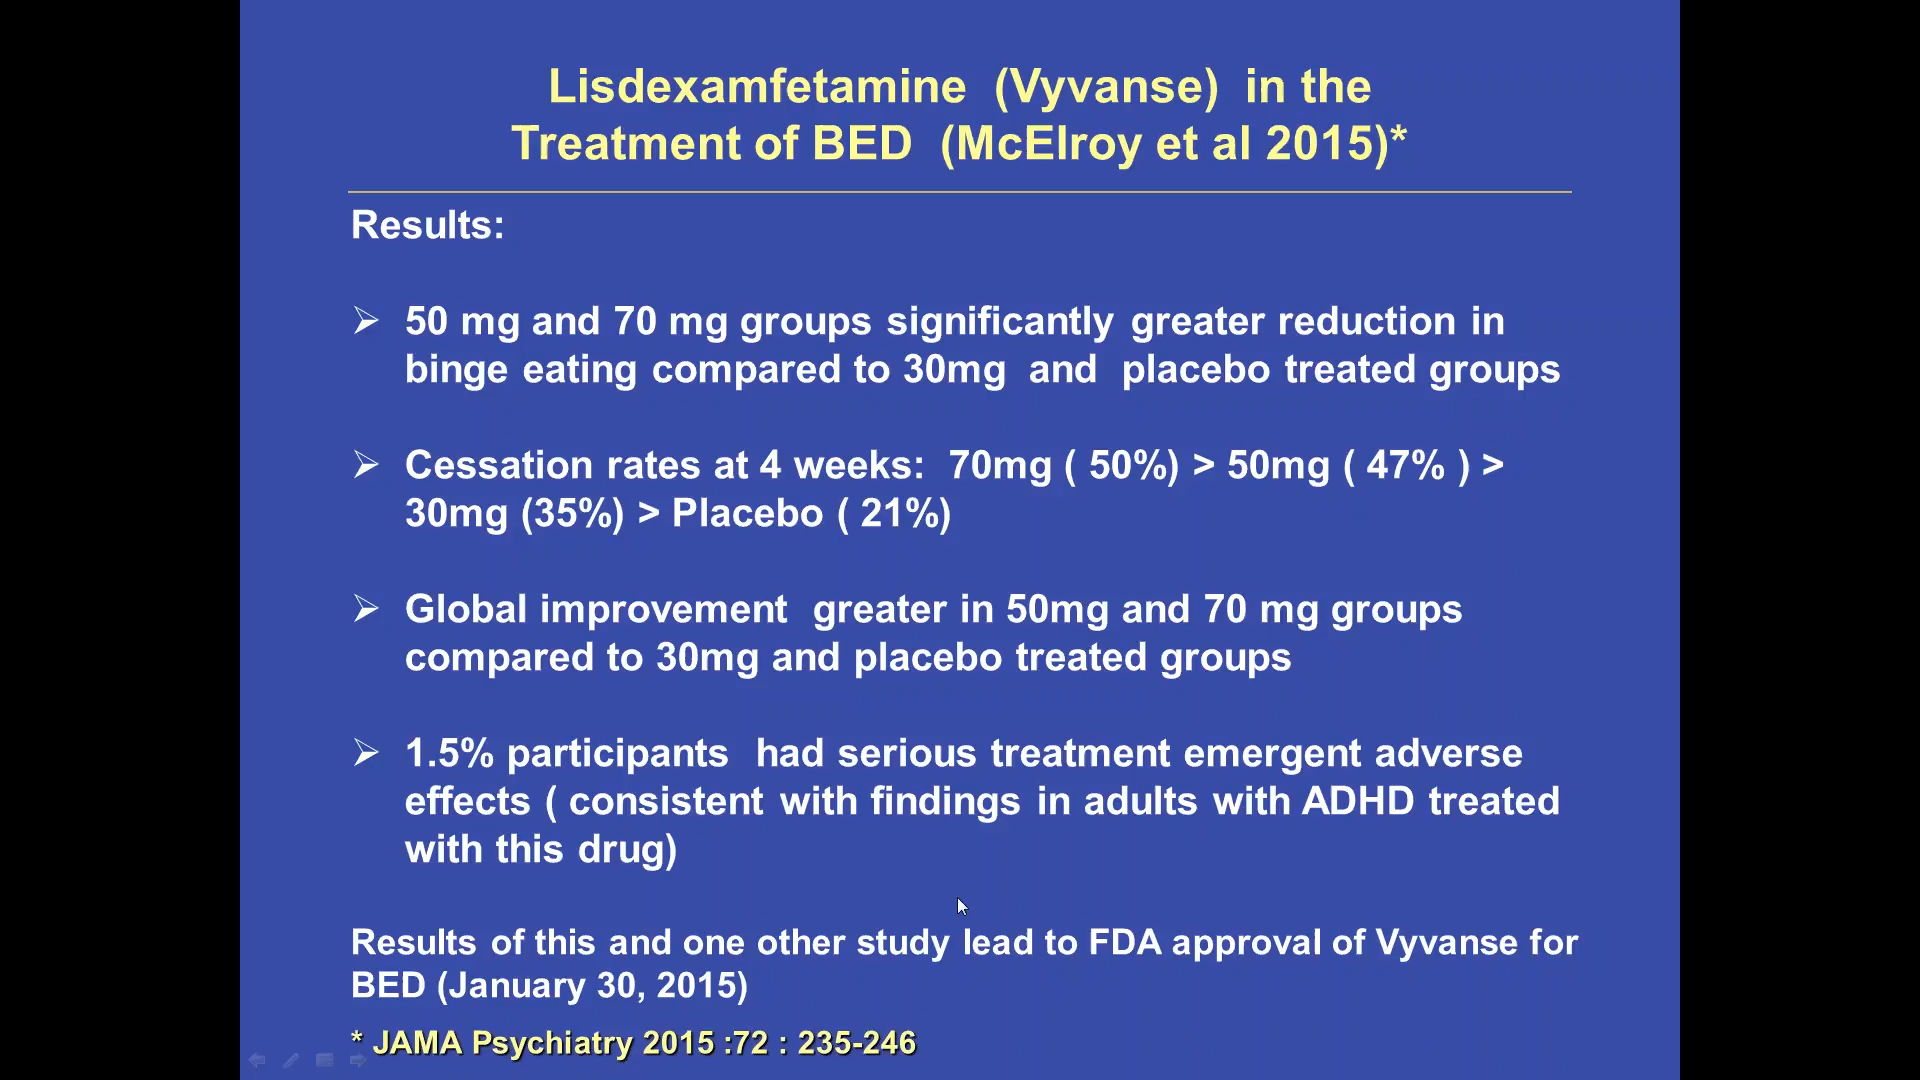 Lisdexamfetamine (Vyvanse) in the
Treatment of BED (McElroy et al 2015)*
Results:
50 mg and 70 mg groups significantly greater reduction in
binge eating compared to 30mg and placebo treated groups
Cessation rates at 4 weeks: 70mg ( 50%) > 50mg ( 47% ) >
30mg (35%) > Placebo ( 21%)
Global improvement greater in 50mg and 70 mg groups
compared to 30mg and placebo treated groups
1.5% participants had serious treatment emergent adverse
effects ( consistent with findings in adults with ADHD treated
with this drug)
Results of this and one other study lead to FDA approval of Vyvanse for
BED (January 30, 2015)
* JAMA Psychiatry 2015 :72 : 235-246